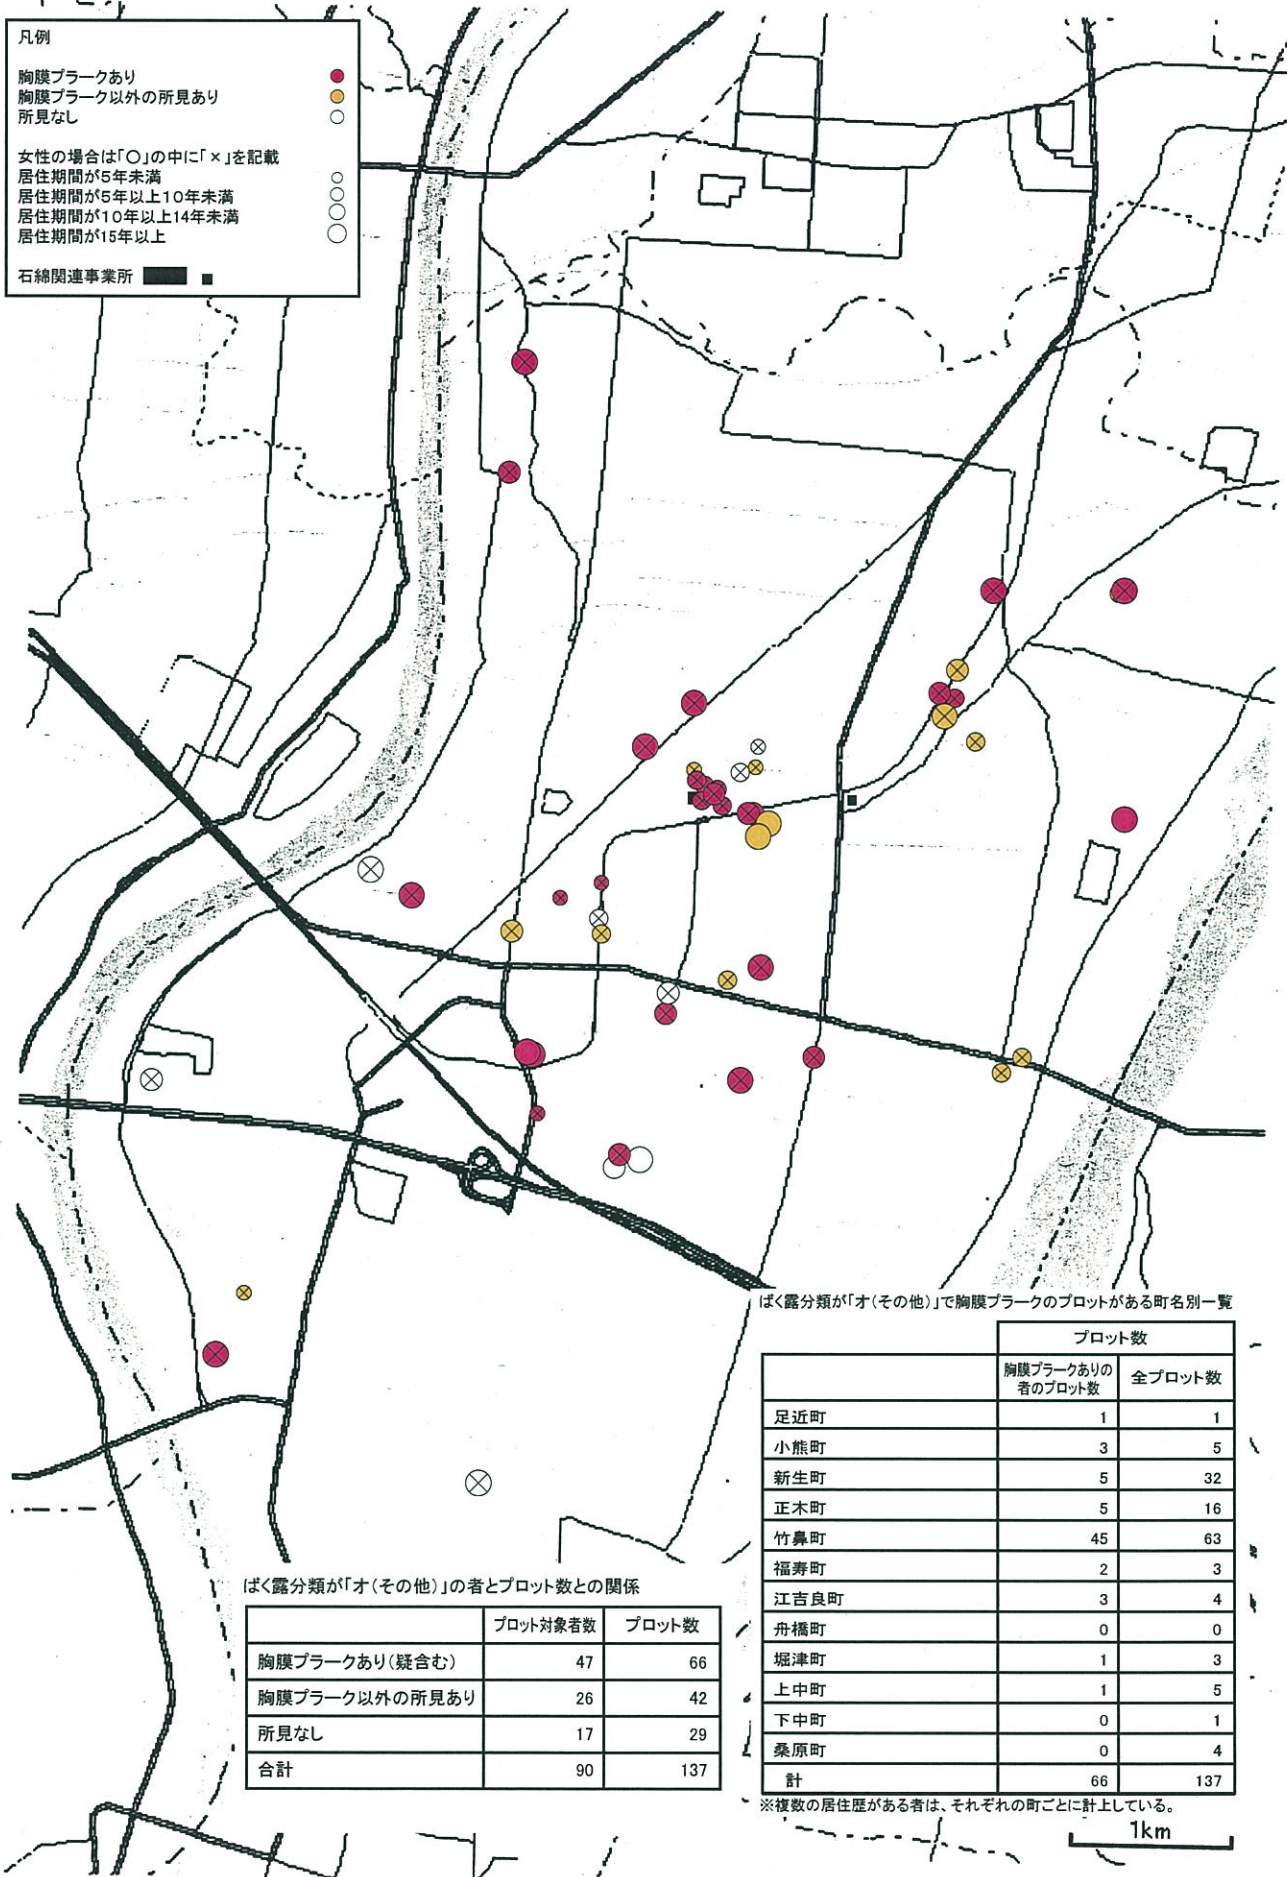 凡例
胸膜プラークあり
胸膜プラーク以外の所見あり
所見なし
女性の場合は「○」の中に「×」を記載
居住期間が5年未満
居住期間が5年以上10年未満
居住期間が10年以上14年未満
居住期間が15年以上
石綿関連事業所
ばく露分類が「オ(その他)」で胸膜プラークのプロットがある町名別一覧
プロット数
胸膜プラークありの
者のプロット数 全プロット数
足近町 1 1
小熊町 3 5
新生町 5 32
正木町 5 16
竹鼻町 45 63
福寿町 2 3
江吉良町 3 4
舟橋町 0 0
堀津町 1 3
上中町 1 5
下中町 0 1
桑原町 0 4
計 66 137
※複数の居住歴がある者は、それぞれの町ごとに計上している。
1km
ばく露分類が「オ(その他)」の者とプロット数との関係
プロット対象者数 プロット数
胸膜プラークあり(疑含む) 47 66
胸膜プラーク以外の所見あり 26 42
所見なし 17 29
合計 90 137